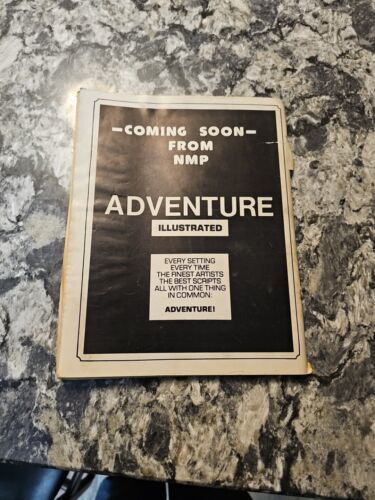 -COMING SOON-
FROM
NMP
ADVENTURE
ILLUSTRATED
EVERY SETTING
EVERY TIME
THE FINEST ARTISTS
THE BEST SCRIPTS
ALL WITH ONE THING
IN COMMON:
ADVENTURE!